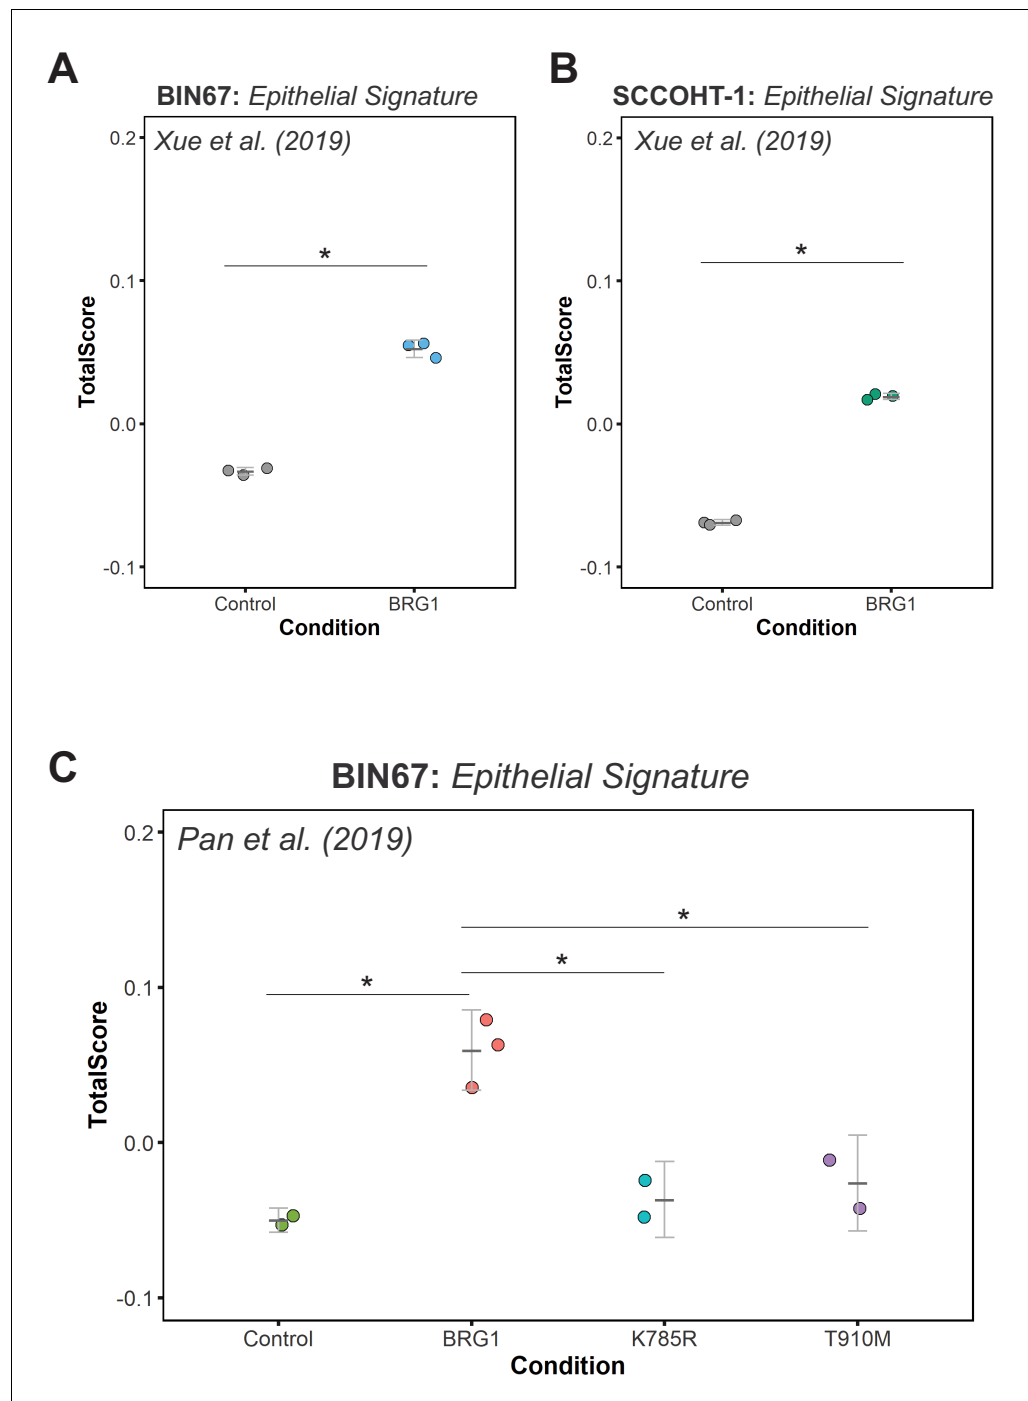 A
BIN67: Epithelial Signature
Xue et al. (2019)
0.2
0.1
0.0
-0.1
TotalScore
*
Control
BRG1
Condition
B
SCCOHT-1: Epithelial Signature
Xue et al. (2019)
0.2
0.1
0.0
-0.1
TotalScore
*
Control
BRG1
Condition
C
BIN67: Epithelial Signature
Pan et al. (2019)
0.2
0.1
0.0
-0.1
TotalScore
*
*
*
Control
BRG1
K785R
T910M
Condition